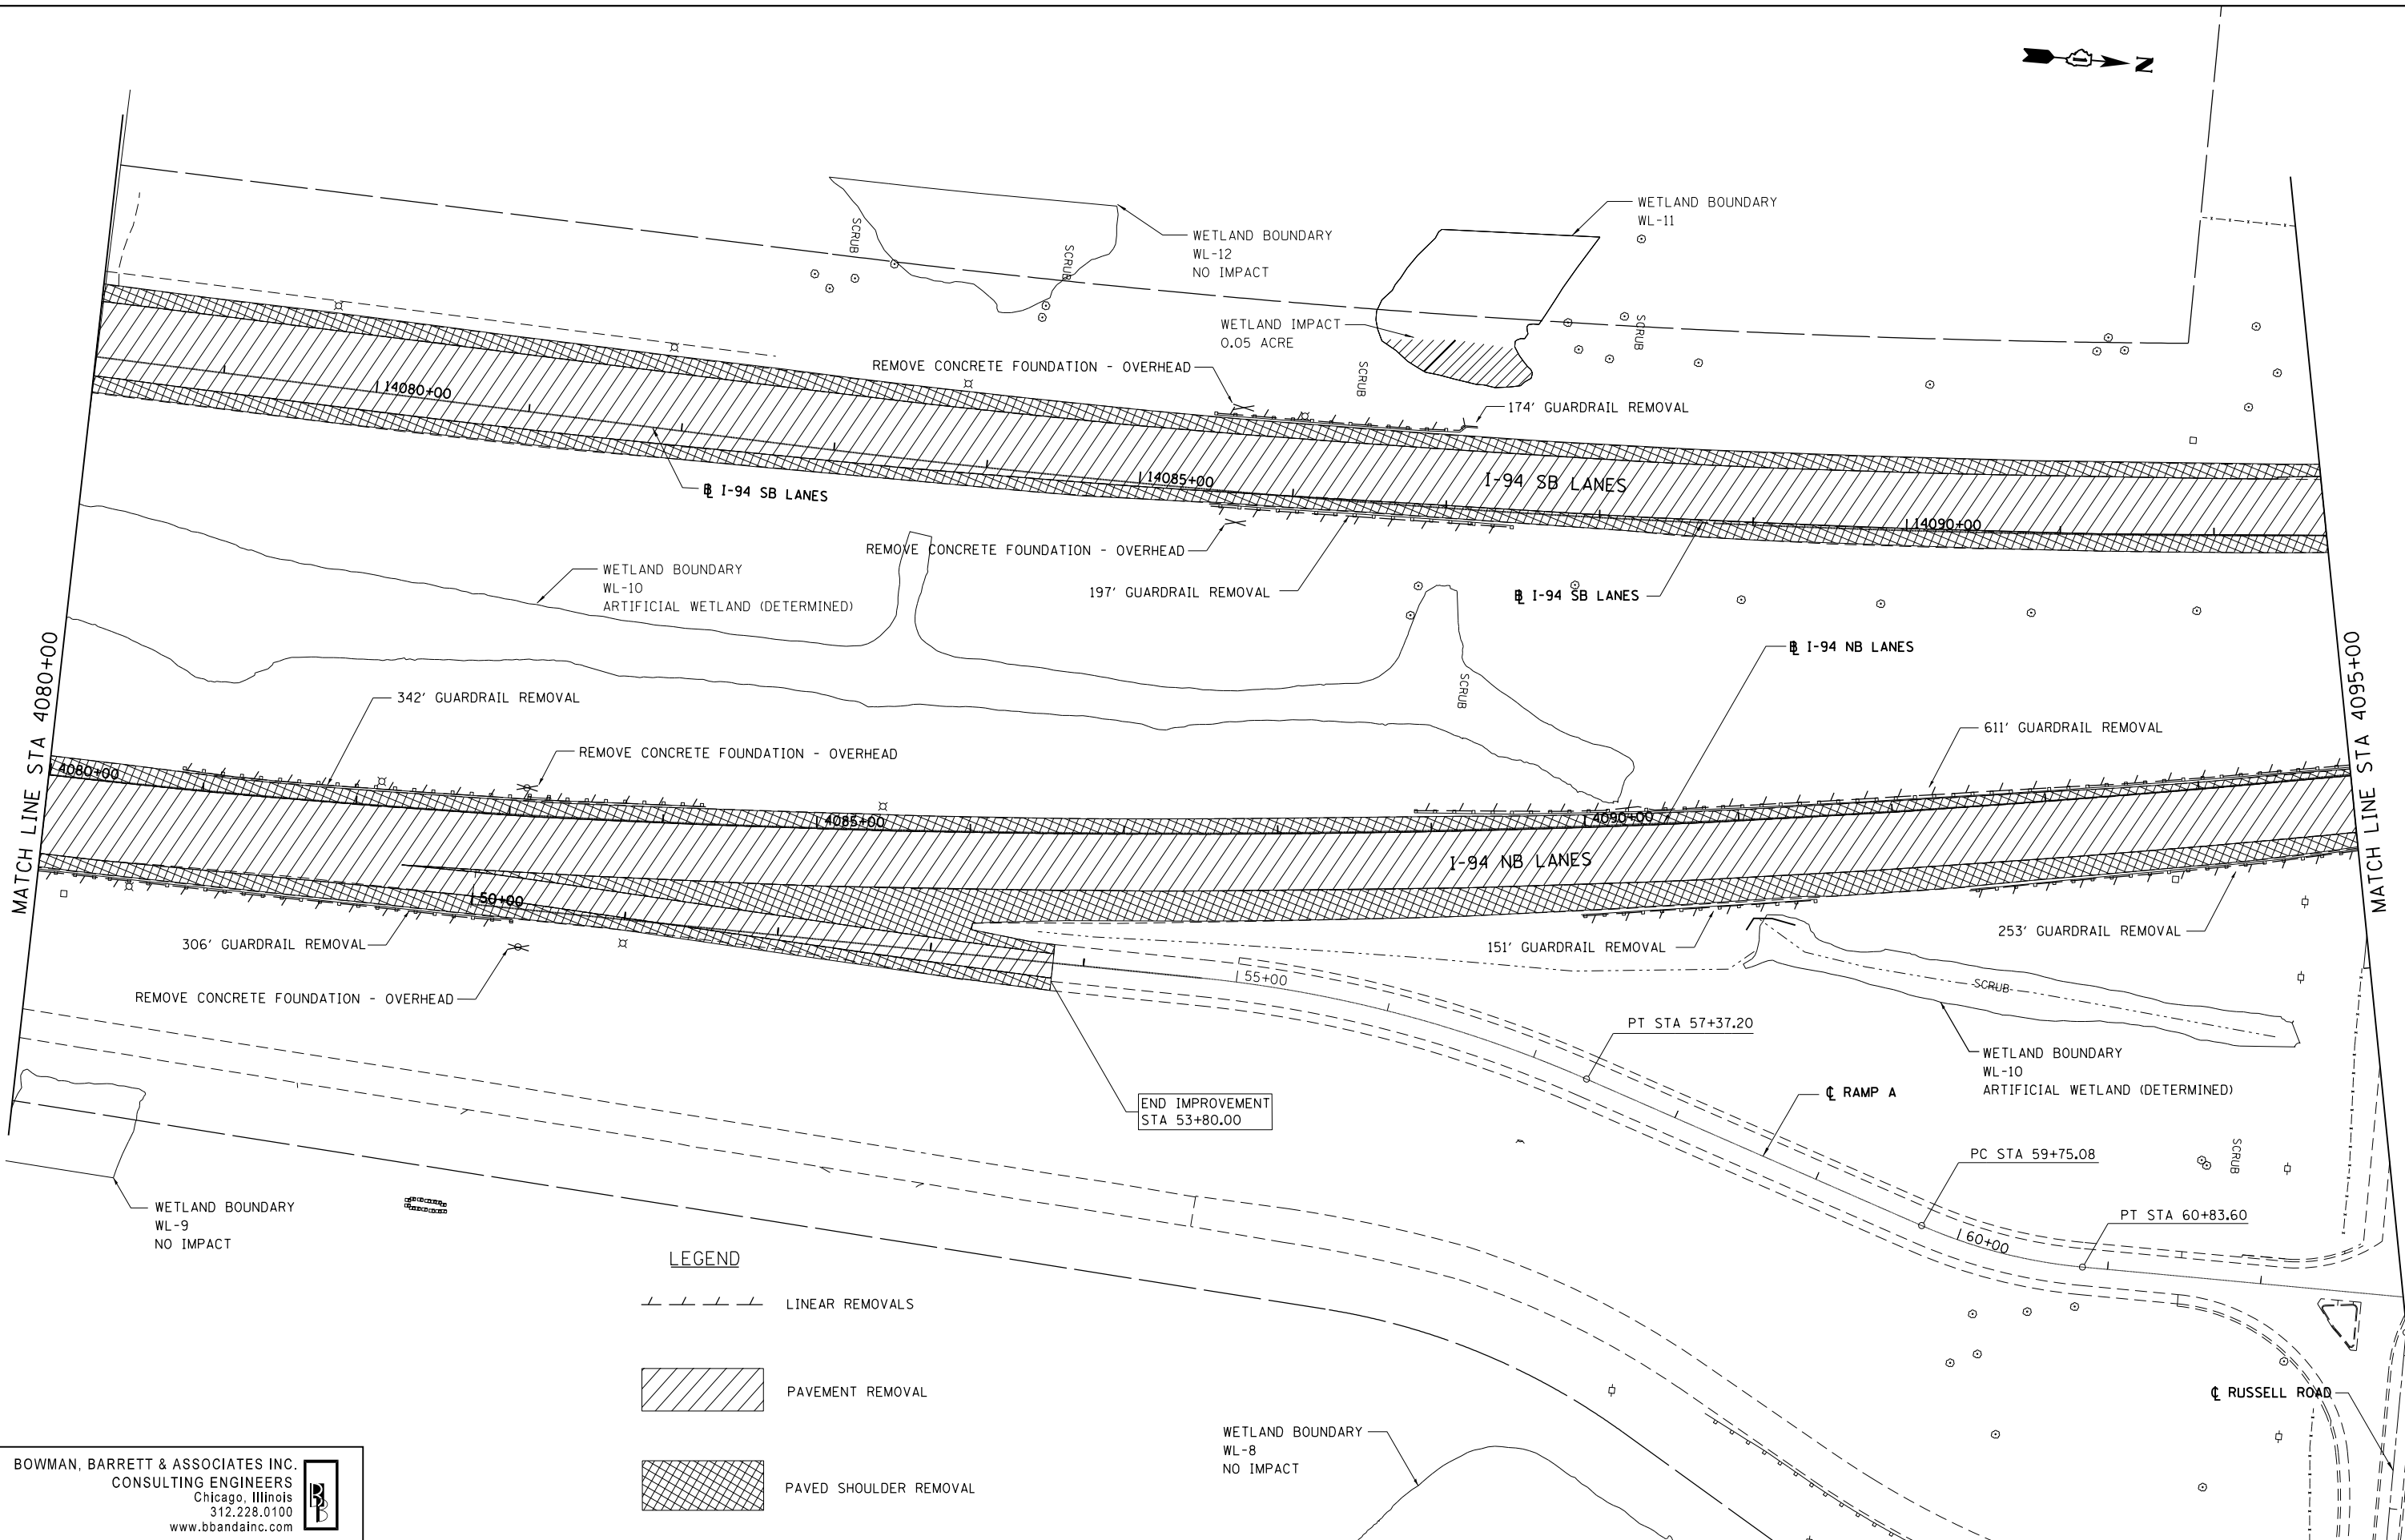 N
WETLAND BOUNDARY
WL-11
WETLAND BOUNDARY
WL-12
NO IMPACT
SCRUB
SCRUB
WETLAND IMPACT
0.05 ACRE
SCRUB
SCRUB
REMOVE CONCRETE FOUNDATION - OVERHEAD
174' GUARDRAIL REMOVAL
14080+00
14085+00
I-94 SB LANES
14090+00
I-94 SB LANES
REMOVE CONCRETE FOUNDATION - OVERHEAD
WETLAND BOUNDARY
WL-10
ARTIFICIAL WETLAND (DETERMINED)
197' GUARDRAIL REMOVAL
I-94 SB LANES
I-94 NB LANES
SCRUB
MATCH LINE STA 4080+00
MATCH LINE STA 4095+00
342' GUARDRAIL REMOVAL
611' GUARDRAIL REMOVAL
REMOVE CONCRETE FOUNDATION - OVERHEAD
4080+00
4085+00
4090+00
I-94 NB LANES
50+00
306' GUARDRAIL REMOVAL
151' GUARDRAIL REMOVAL
253' GUARDRAIL REMOVAL
REMOVE CONCRETE FOUNDATION - OVERHEAD
55+00
SCRUB
PT STA 57+37.20
WETLAND BOUNDARY
WL-10
ARTIFICIAL WETLAND (DETERMINED)
℄ RAMP A
END IMPROVEMENT
STA 53+80.00
PC STA 59+75.08
SCRUB
WETLAND BOUNDARY
WL-9
NO IMPACT
PT STA 60+83.60
60+00
LEGEND
LINEAR REMOVALS
PAVEMENT REMOVAL
PAVED SHOULDER REMOVAL
℄ RUSSELL ROAD
WETLAND BOUNDARY
WL-8
NO IMPACT
BOWMAN, BARRETT & ASSOCIATES INC.
CONSULTING ENGINEERS
Chicago, Illinois
312.228.0100
www.bbandainc.com